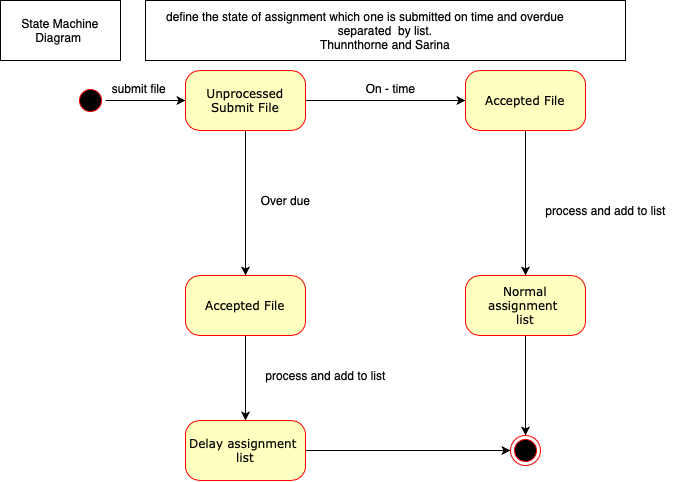 State Machine
Diagram
define the state of assignment which one is submitted on time and overdue
separated by list.
Thunnthorne and Sarina
submit file
Unprocessed
Submit File
On - time
Accepted File
Over due
process and add to list
Accepted File
Normal
assignment
list
process and add to list
Delay assignment
list